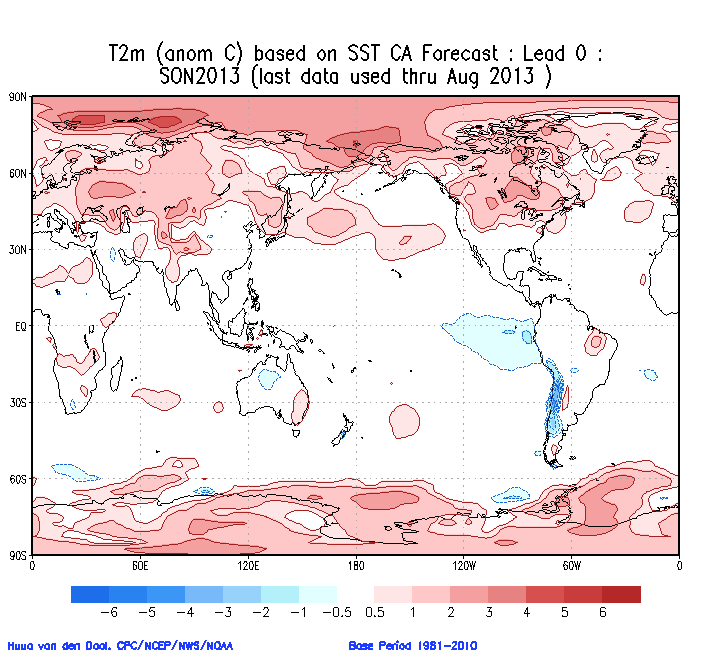 T2m (anom C) based on SST CA Forecast : Lead 0 :
SON2013 (last data used thru Aug 2013 )
90N
60N
30N
EQ
30S
60S
90S
0 60E 120E 180 120W 60W 0
-6 -5 -4 -3 -2 -1 -0.5 0.5 1 2 3 4 5 6
Huug van den Dool, CPC/NCEP/NWS/NOAA Base Period 1981-2010